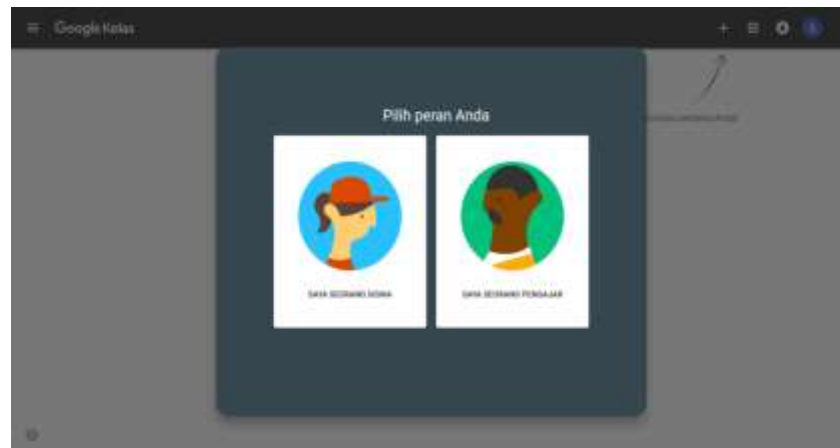 Google Kelas
Pilih peran Anda
SAYA SEORANG SISWA
SAYA SEORANG PENGAJAR